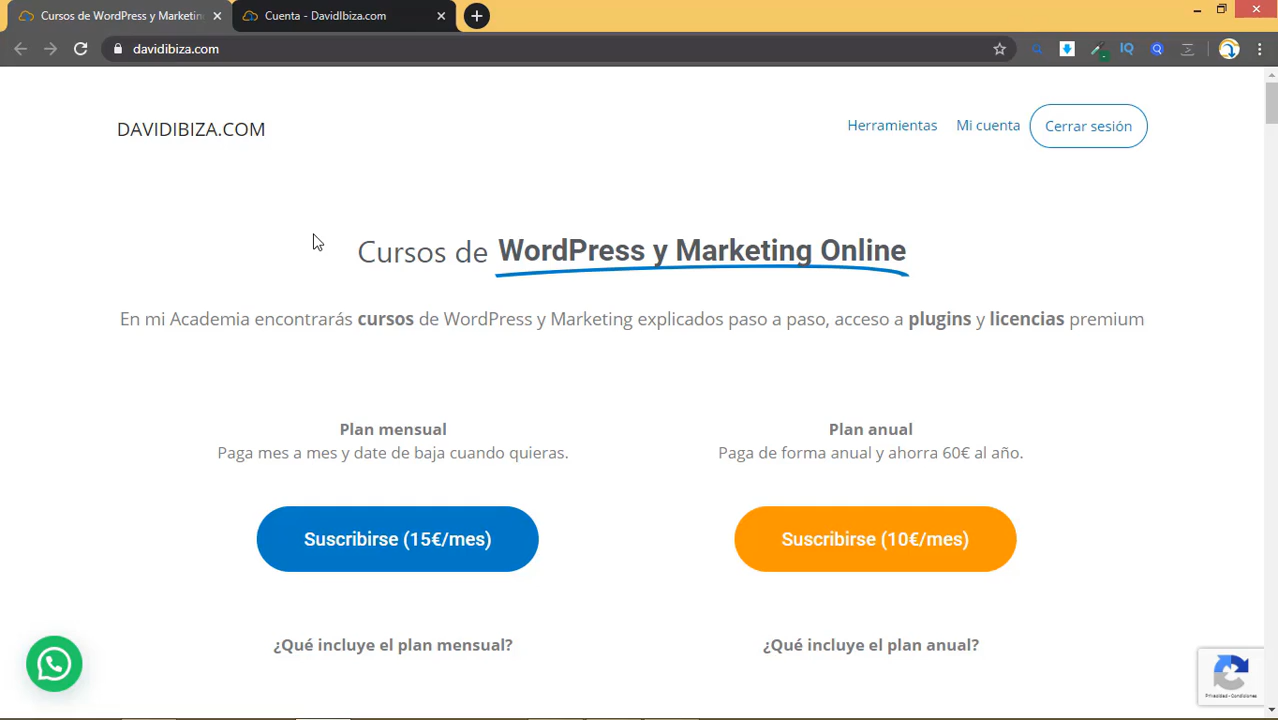 Cursos de WordPress y Marketin
Cuenta - DavidIbiza.com
davidibiza.com
IQ
DAVIDIBIZA.COM
Herramientas
Mi cuenta
Cerrar sesión
Cursos de WordPress y Marketing Online
En mi Academia encontrarás cursos de WordPress y Marketing explicados paso a paso, acceso a plugins y licencias premium
Plan mensual
Paga mes a mes y date de baja cuando quieras.
Suscribirse (15€/mes)
¿Qué incluye el plan mensual?
Plan anual
Paga de forma anual y ahorra 60€ al año.
Suscribirse (10€/mes)
¿Qué incluye el plan anual?
Privacidad - Condiciones